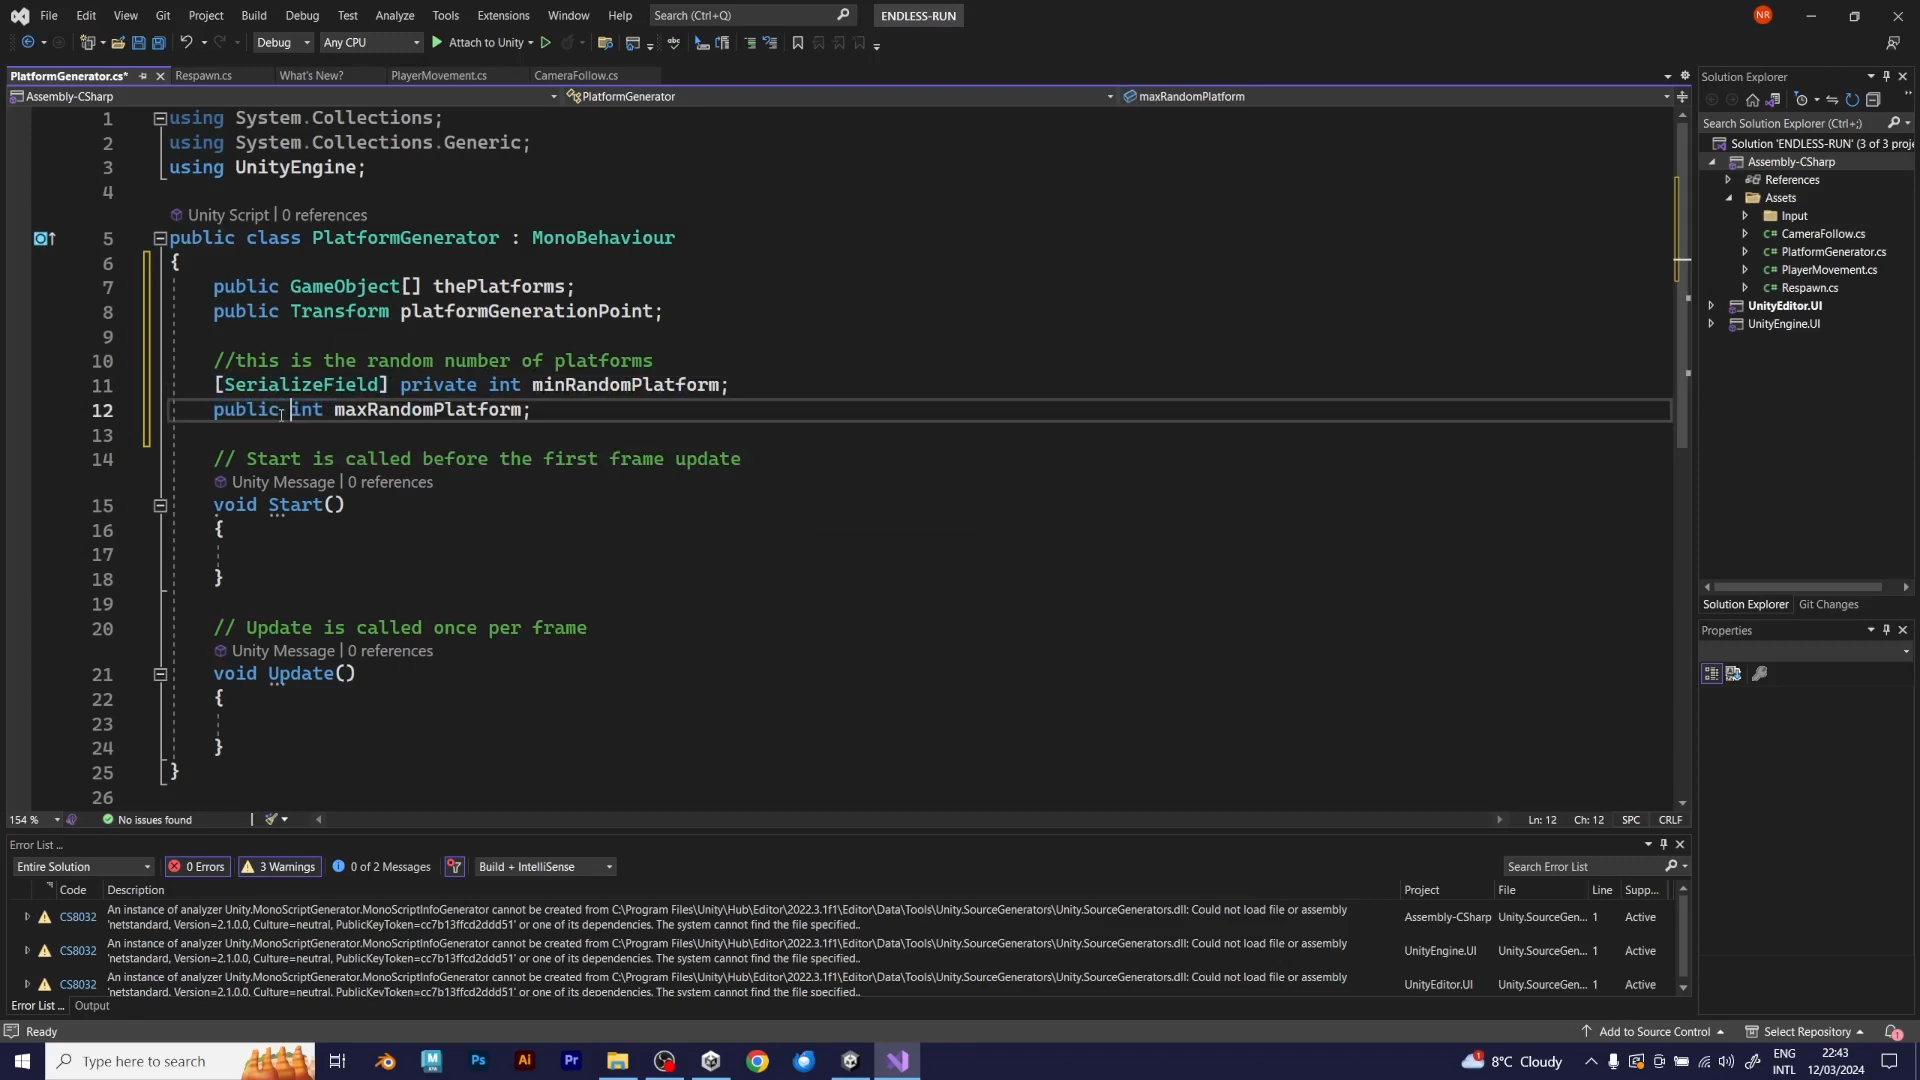 File Edit View Git Project Build Debug Test Analyze Tools Extensions Window Help Search (Ctrl+Q) ENDLESS-RUN NR
Debug Any CPU Attach to Unity
PlatformGenerator.cs* Respawn.cs What's New? PlayerMovement.cs CameraFollow.cs
Assembly-CSharp PlatformGenerator maxRandomPlatform
1 using System.Collections;
2 using System.Collections.Generic;
3 using UnityEngine;
4
Unity Script | 0 references
5 public class PlatformGenerator : MonoBehaviour
6 {
7 public GameObject[] thePlatforms;
8 public Transform platformGenerationPoint;
9
10 //this is the random number of platforms
11 [SerializeField] private int minRandomPlatform;
12 public int maxRandomPlatform;
13
14 // Start is called before the first frame update
Unity Message | 0 references
15 void Start()
16 {
17
18 }
19
20 // Update is called once per frame
Unity Message | 0 references
21 void Update()
22 {
23
24 }
25 }
26
154 % No issues found Ln: 12 Ch: 12 SPC CRLF
Solution Explorer
Search Solution Explorer (Ctrl+;)
Solution 'ENDLESS-RUN' (3 of 3 proje
Assembly-CSharp
References
Assets
Input
C# CameraFollow.cs
C# PlatformGenerator.cs
C# PlayerMovement.cs
C# Respawn.cs
UnityEditor.UI
UnityEngine.UI
Solution Explorer Git Changes
Properties
Error List ...
Entire Solution 0 Errors 3 Warnings 0 of 2 Messages Build + IntelliSense Search Error List
Code Description Project File Line Supp...
CS8032 An instance of analyzer Unity.MonoScriptGenerator.MonoScriptInfoGenerator cannot be created from C:\Program Files\Unity\Hub\Editor\2022.3.1f1\Editor\Data\Tools\Unity.SourceGenerators\Unity.SourceGenerators.dll: Could not load file or assembly Assembly-CSharp Unity.SourceGen... 1 Active
'netstandard, Version=2.1.0.0, Culture=neutral, PublicKeyToken=cc7b13ffcd2ddd51' or one of its dependencies. The system cannot find the file specified..
CS8032 An instance of analyzer Unity.MonoScriptGenerator.MonoScriptInfoGenerator cannot be created from C:\Program Files\Unity\Hub\Editor\2022.3.1f1\Editor\Data\Tools\Unity.SourceGenerators\Unity.SourceGenerators.dll: Could not load file or assembly UnityEngine.UI Unity.SourceGen... 1 Active
'netstandard, Version=2.1.0.0, Culture=neutral, PublicKeyToken=cc7b13ffcd2ddd51' or one of its dependencies. The system cannot find the file specified..
CS8032 An instance of analyzer Unity.MonoScriptGenerator.MonoScriptInfoGenerator cannot be created from C:\Program Files\Unity\Hub\Editor\2022.3.1f1\Editor\Data\Tools\Unity.SourceGenerators\Unity.SourceGenerators.dll: Could not load file or assembly UnityEditor.UI Unity.SourceGen... 1 Active
'netstandard, Version=2.1.0.0, Culture=neutral, PublicKeyToken=cc7b13ffcd2ddd51' or one of its dependencies. The system cannot find the file specified..
Error List ... Output
Ready Add to Source Control Select Repository 1
Type here to search Ps Ai Pr 8°C Cloudy ENG 22:43
INTL 12/03/2024